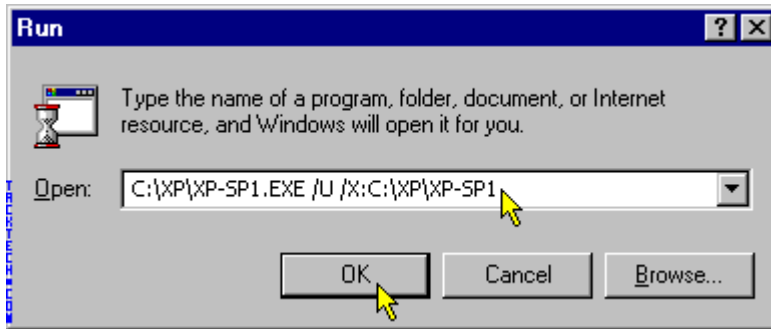 Run
Type the name of a program, folder, document, or Internet
resource, and Windows will open it for you.
Open: C:\XP\XP-SP1.EXE /U /X:C:\XP\XP-SP1
OK Cancel Browse...
TACKTECH.COM